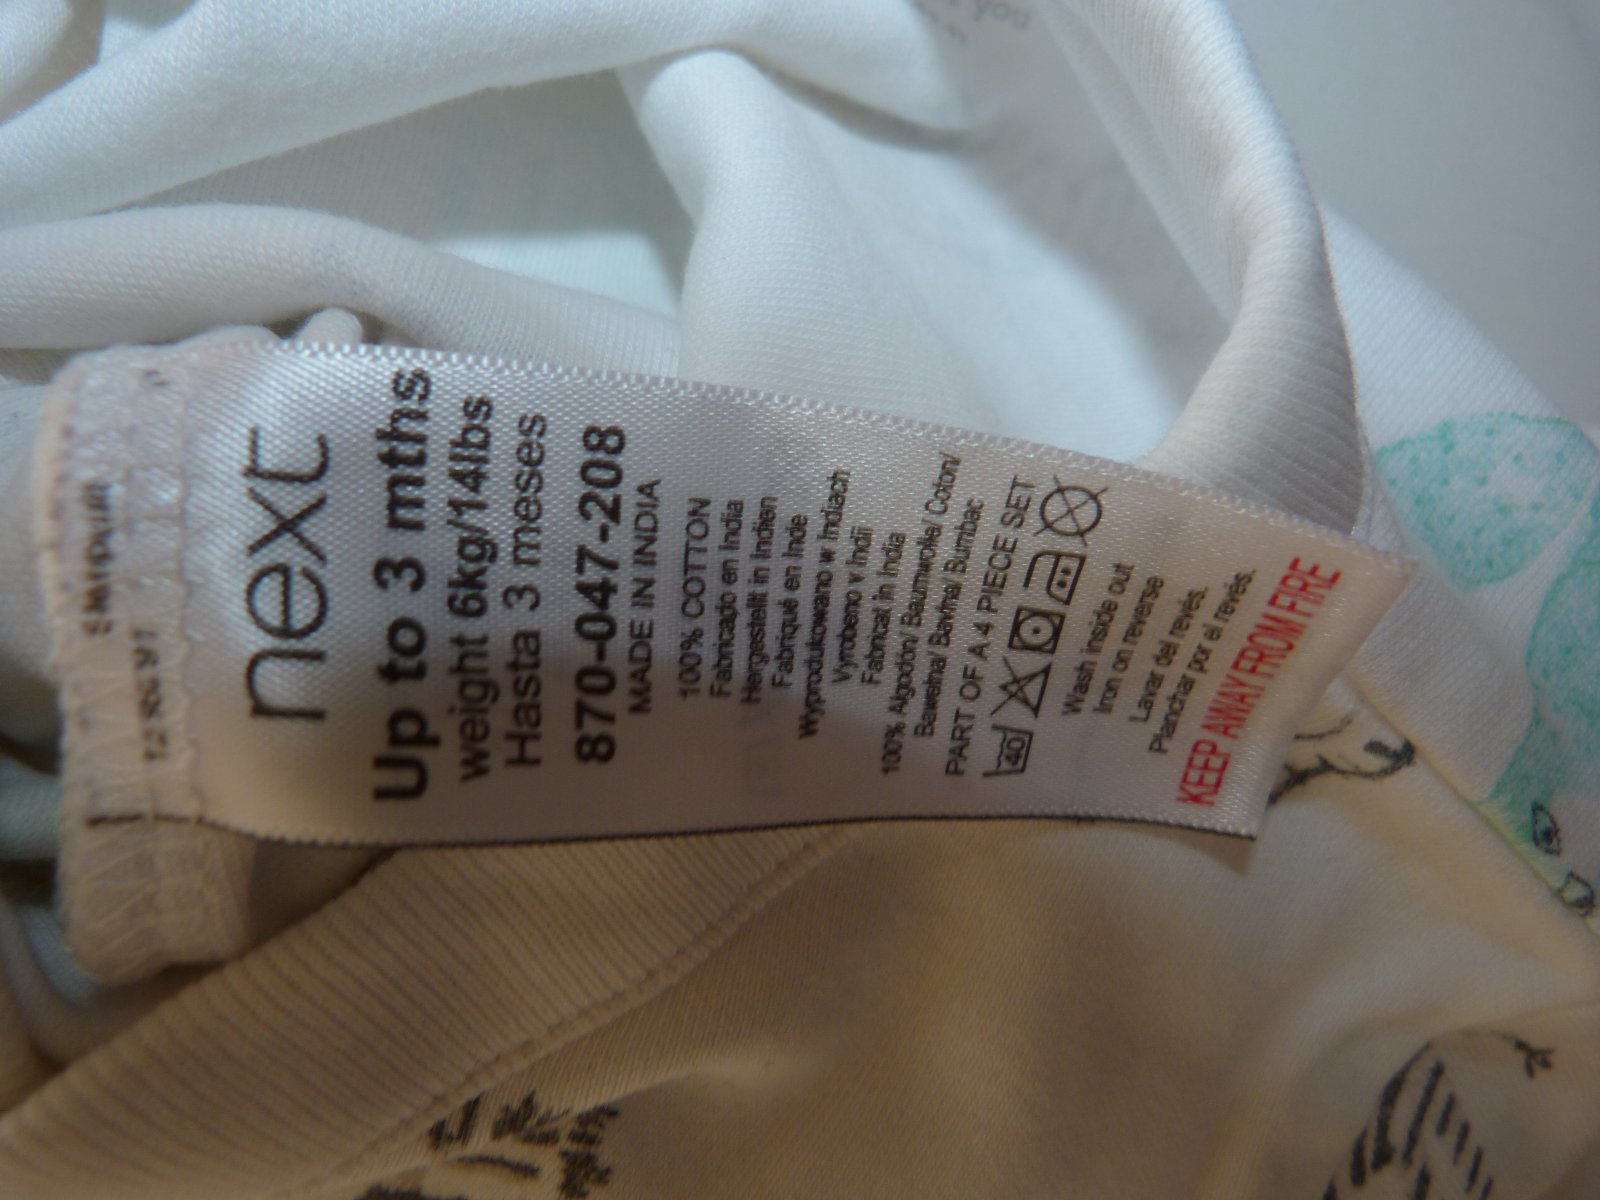 you
next
Up to 3 mths
weight 6kg/14lbs
Hasta 3 meses
870-047-208
MADE IN INDIA
100% COTTON
Fabricado en India
Hergestellt in Indien
Fabriqué en Inde
Wyprodukowano w Indiach
Vyrobeno v Indii
Fabricat in India
100% Algodon/ Baumwolle/ Coton/
Bawełna/ Bavlna/ Bumbac
PART OF A 4 PIECE SET
40
Wash inside out
Iron on reverse
Lavar del revés.
Planchar por el revés.
KEEP AWAY FROM FIRE